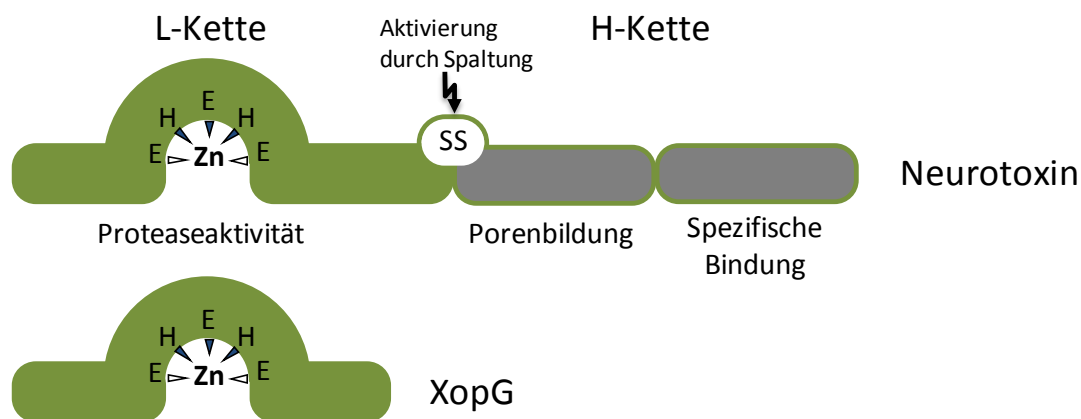 L-Kette
Aktivierung
durch Spaltung
H-Kette
E
H H
E Zn E
SS
Neurotoxin
Proteaseaktivität
Porenbildung
Spezifische
Bindung
E
H H
E Zn E
XopG